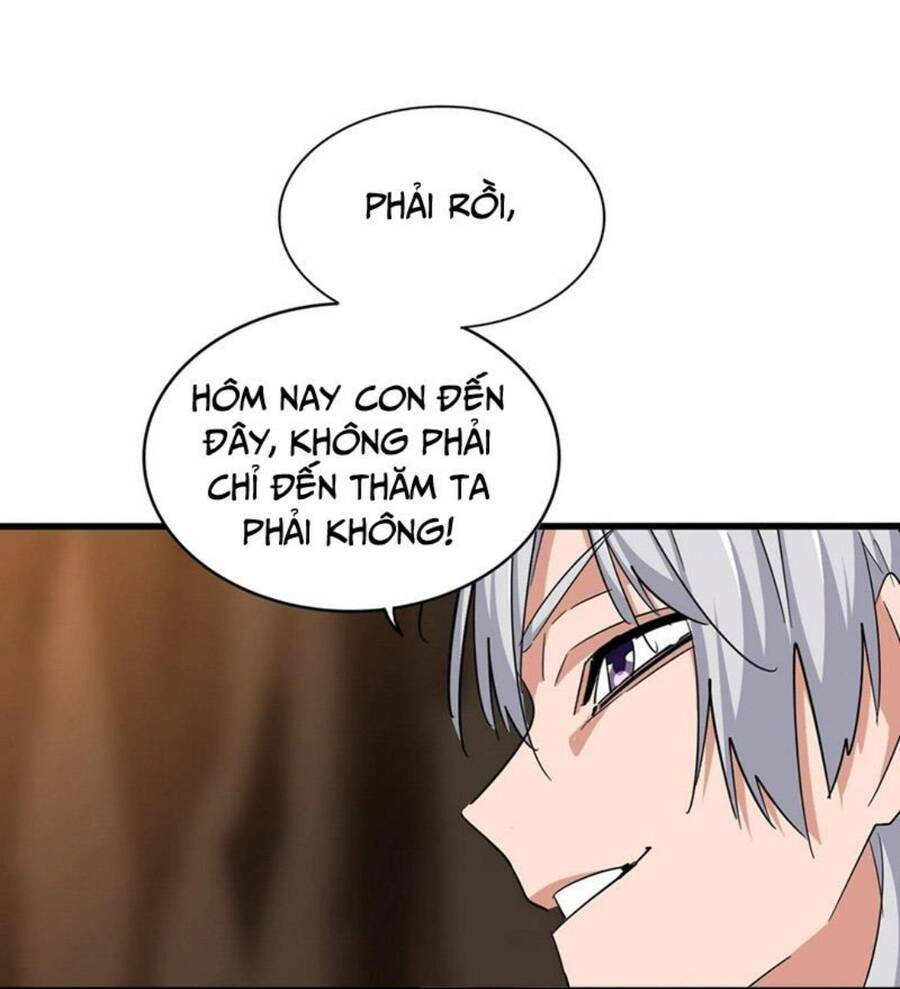 PHẢI RỒI,
HÔM NAY CON ĐẾN
ĐÂY, KHÔNG PHẢI
CHỈ ĐẾN THĂM TA
PHẢI KHÔNG!